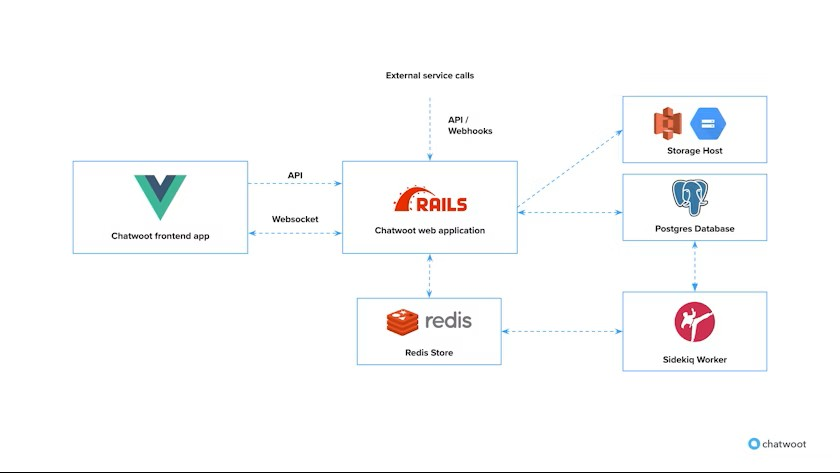 External service calls
API /
Webhooks
Storage Host
API
RAILS
Chatwoot web application
Websocket
Chatwoot frontend app
Postgres Database
redis
Redis Store
Sidekiq Worker
chatwoot